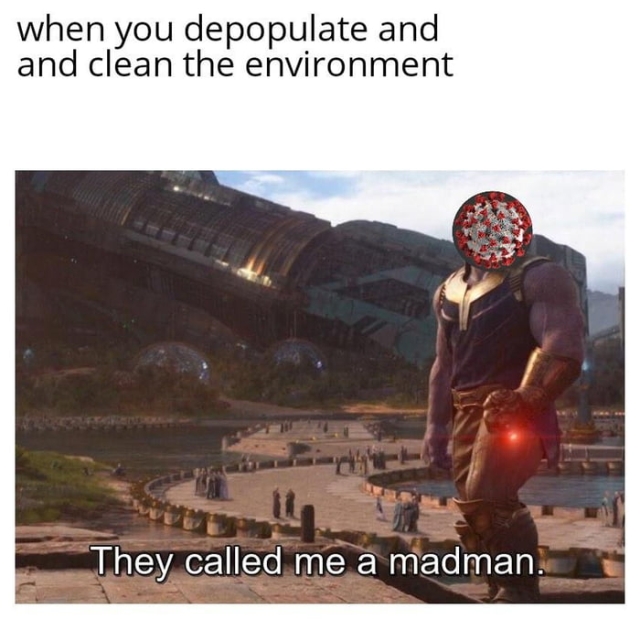 when you depopulate and
and clean the environment
They called me a madman.